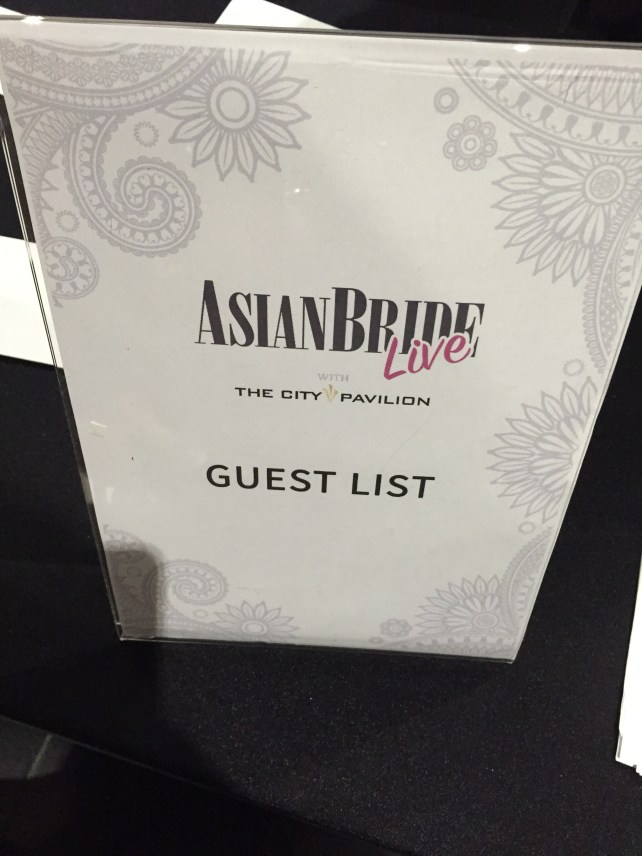 ASIANBRIDE
Live
WITH
THE CITY PAVILION
GUEST LIST